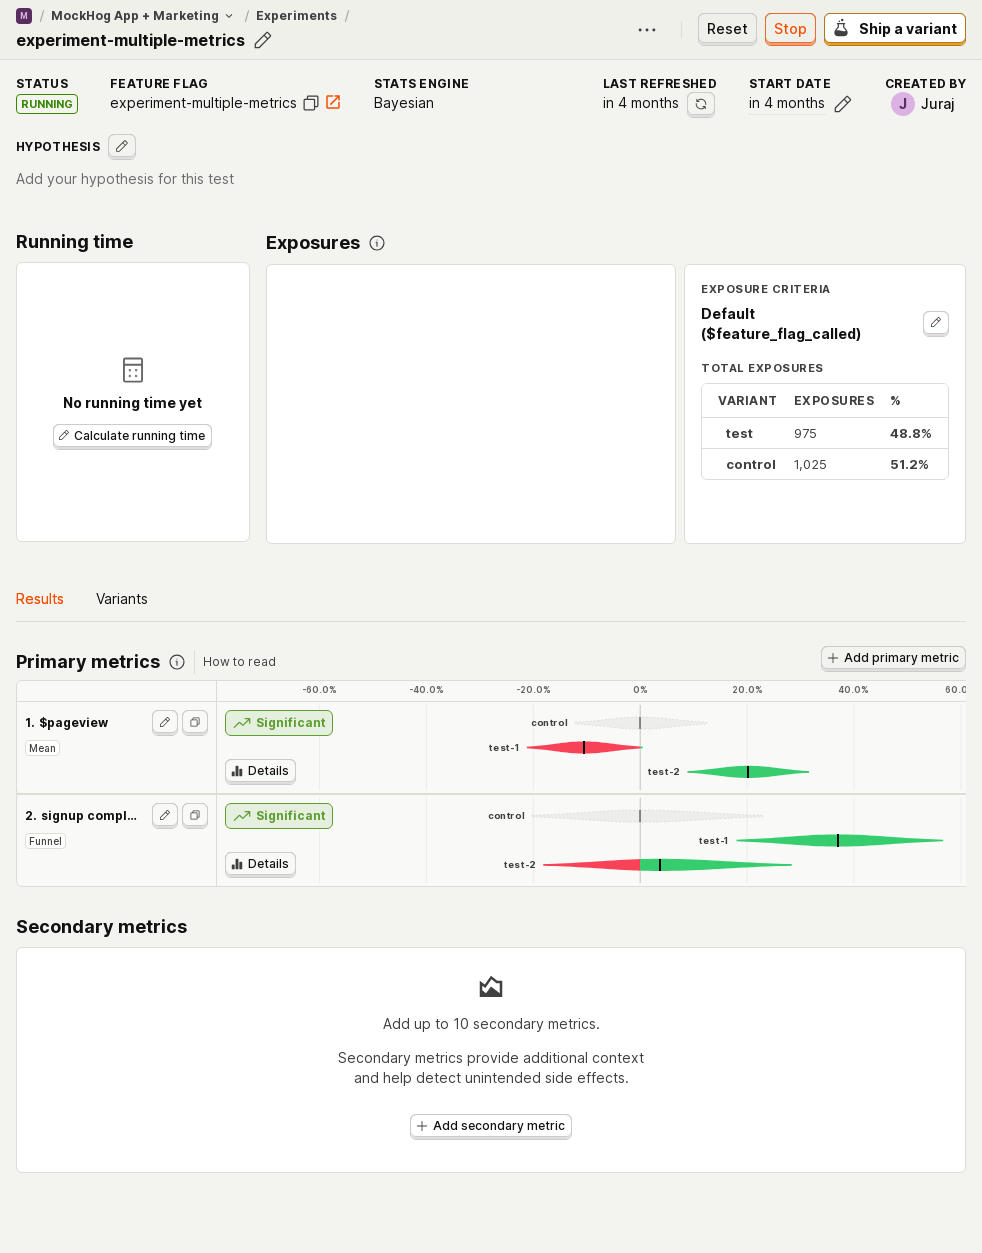 M / MockHog App + Marketing / Experiments /
experiment-multiple-metrics
Reset Stop Ship a variant
STATUS FEATURE FLAG STATS ENGINE LAST REFRESHED START DATE CREATED BY
RUNNING experiment-multiple-metrics Bayesian in 4 months in 4 months J Juraj
HYPOTHESIS
Add your hypothesis for this test
Running time
Exposures
No running time yet
Calculate running time
EXPOSURE CRITERIA
Default
($feature_flag_called)
TOTAL EXPOSURES
VARIANT EXPOSURES %
test 975 48.8%
control 1,025 51.2%
Results Variants
Primary metrics How to read Add primary metric
-60.0% -40.0% -20.0% 0% 20.0% 40.0% 60.0
1. $pageview Significant
Mean
Details
control
test-1
test-2
2. signup compl... Significant
Funnel
Details
control
test-1
test-2
Secondary metrics
Add up to 10 secondary metrics.
Secondary metrics provide additional context
and help detect unintended side effects.
Add secondary metric